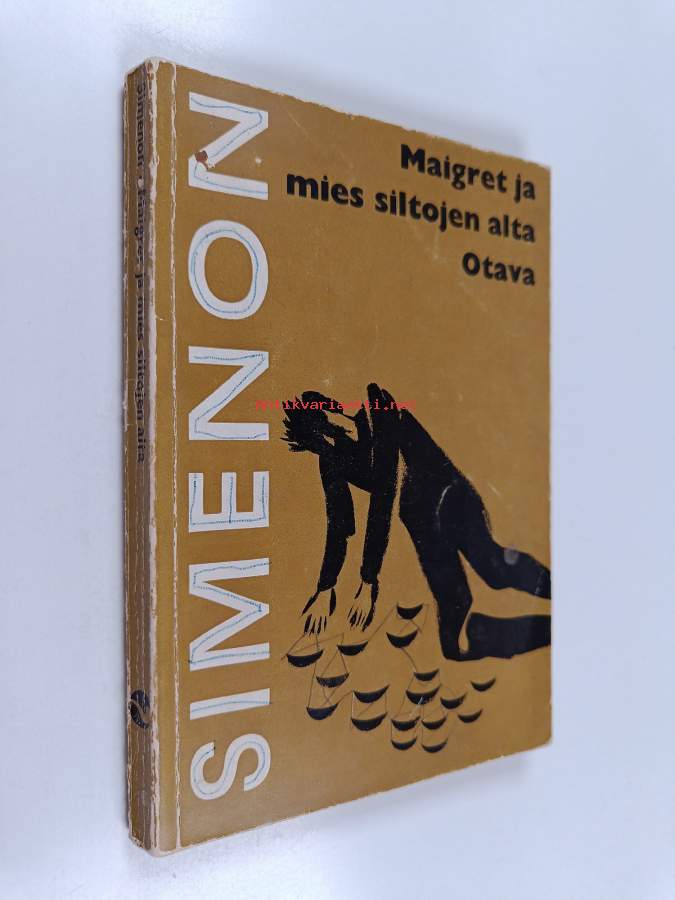 Maigret ja
mies siltojen alta
Otava
SIMENON
Simenon Maigret ja mies siltojen alta
antikvariaatti.net